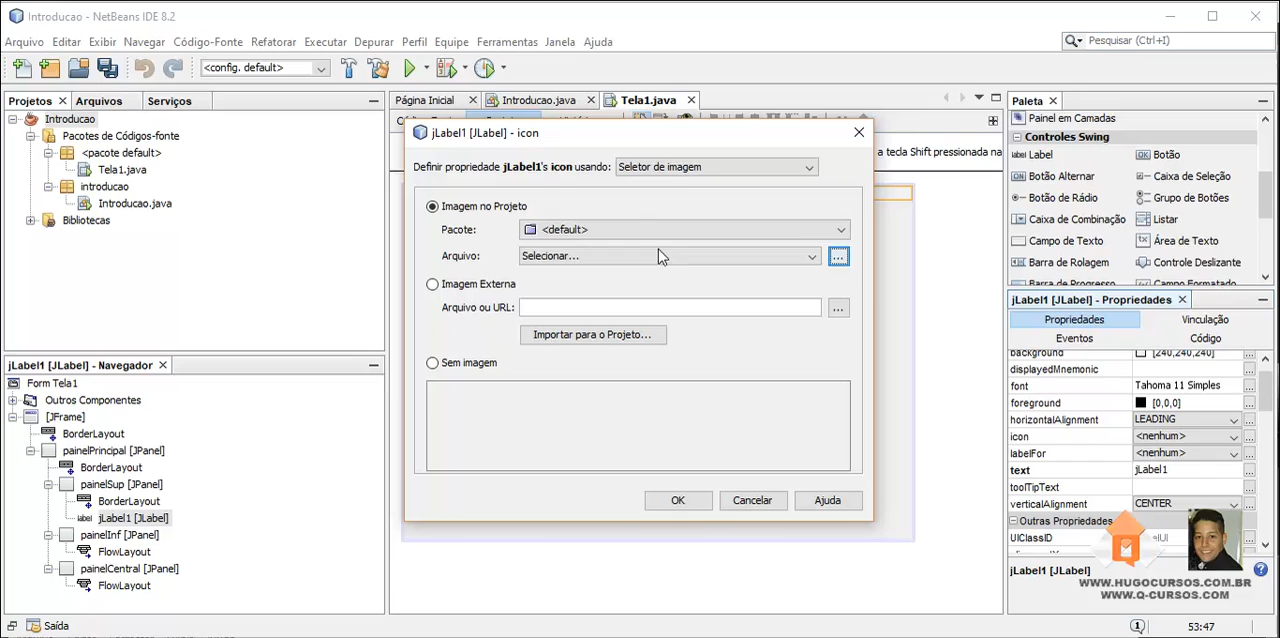 Introducao - NetBeans IDE 8.2
Arquivo Editar Exibir Navegar Código-Fonte Refatorar Executar Depurar Perfil Equipe Ferramentas Janela Ajuda
Pesquisar (Ctrl+I)
<config. default>
Projetos Arquivos Serviços
Introducao
Pacotes de Códigos-fonte
<pacote default>
Tela1.java
introducao
Introducao.java
Bibliotecas
jLabel1 [JLabel] - Navegador
Form Tela1
Outros Componentes
[JFrame]
BorderLayout
painelPrincipal [JPanel]
BorderLayout
painelSup [JPanel]
BorderLayout
label jLabel1 [JLabel]
painelInf [JPanel]
FlowLayout
painelCentral [JPanel]
FlowLayout
Página Inicial Introducao.java Tela1.java
a tecla Shift pressionada na
jLabel1 [JLabel] - icon
Definir propriedade jLabel1's icon usando: Seletor de imagem
Imagem no Projeto
Pacote: <default>
Arquivo: Selecionar... ...
Imagem Externa
Arquivo ou URL: ...
Importar para o Projeto...
Sem imagem
OK Cancelar Ajuda
Paleta
Painel em Camadas
Controles Swing
label Label OK Botão
ON Botão Alternar Caixa de Seleção
Botão de Rádio Grupo de Botões
Caixa de Combinação Listar
Campo de Texto Área de Texto
Barra de Rolagem Controle Deslizante
Barra de Progresso Campo Formatado
jLabel1 [JLabel] - Propriedades
Propriedades Vinculação
Eventos Código
background [240,240,240] ...
displayedMnemonic ...
font Tahoma 11 Simples ...
foreground [0,0,0] ...
horizontalAlignment LEADING ...
icon <nenhum> ...
labelFor <nenhum> ...
text jLabel1 ...
toolTipText ...
verticalAlignment CENTER ...
Outras Propriedades
UIClassID
jLabel1 [JLabel]
WWW.HUGOCURSOS.COM.BR
WWW.Q-CURSOS.COM
Saída
53:47